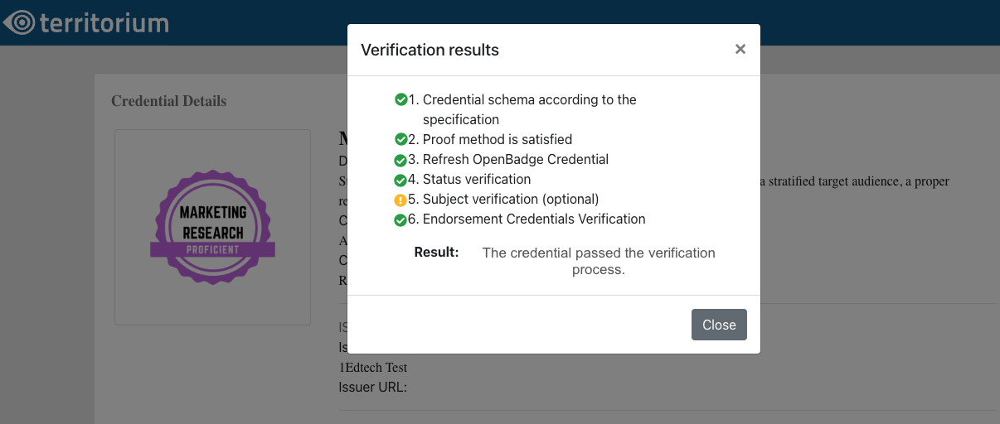 territorium
Verification results
×
Credential Details
1. Credential schema according to the
specification
2. Proof method is satisfied
3. Refresh OpenBadge Credential
4. Status verification
5. Subject verification (optional)
6. Endorsement Credentials Verification
Result: The credential passed the verification
process.
Close
MARKETING
RESEARCH
PROFICIENT
a stratified target audience, a proper
1Edtech Test
Issuer URL: